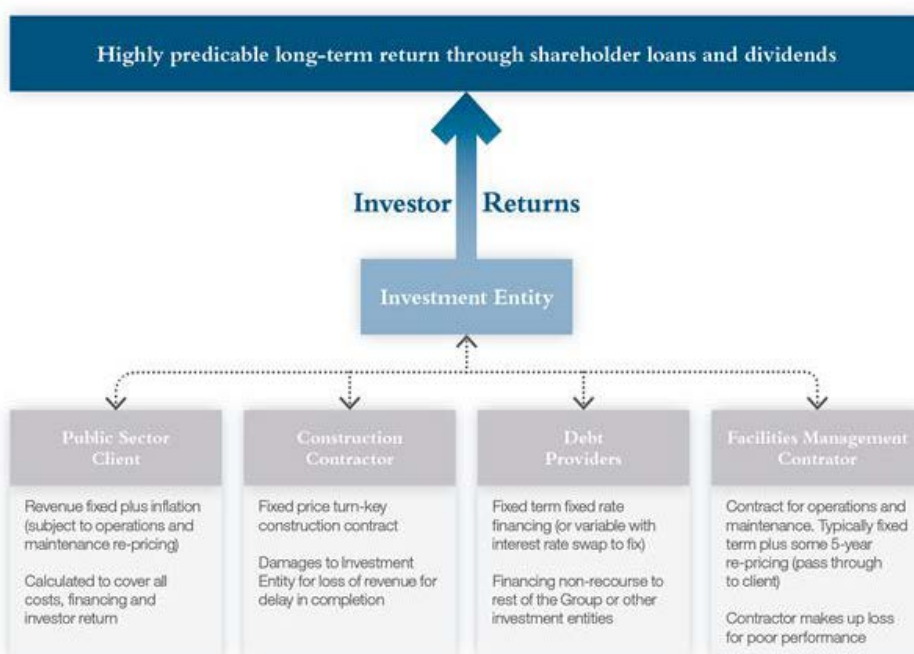 Highly predicable long-term return through shareholder loans and dividends
Investor Returns
Investment Entity
Public Sector
Client
Revenue fixed plus inflation
(subject to operations and
maintenance re-pricing)
Calculated to cover all
costs, financing and
investor return
Construction
Contractor
Fixed price turn-key
construction contract
Damages to Investment
Entity for loss of revenue for
delay in completion
Debt
Providers
Fixed term fixed rate
financing (or variable with
interest rate swap to fix)
Financing non-recourse to
rest of the Group or other
investment entities
Facilities Management
Contrator
Contract for operations and
maintenance. Typically fixed
term plus some 5-year
re-pricing (pass through
to client)
Contractor makes up loss
for poor performance